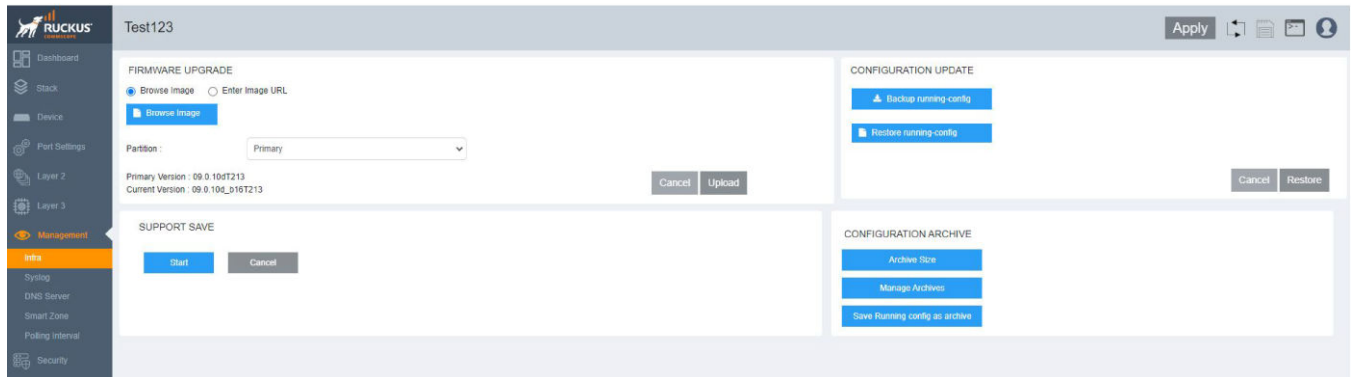 RUCKUS
COMMSCOPE
Test123
Apply
Dashboard
Stack
Device
Port Settings
Layer 2
Layer 3
Management
Infra
Syslog
DNS Server
Smart Zone
Polling Interval
Security
FIRMWARE UPGRADE
Browse Image Enter Image URL
Browse Image
Partition : Primary
Primary Version : 09.0.10dT213
Current Version : 09.0.10d_b16T213
Cancel Upload
CONFIGURATION UPDATE
Backup running-config
Restore running-config
Cancel Restore
SUPPORT SAVE
Start Cancel
CONFIGURATION ARCHIVE
Archive Size
Manage Archives
Save Running config as archive